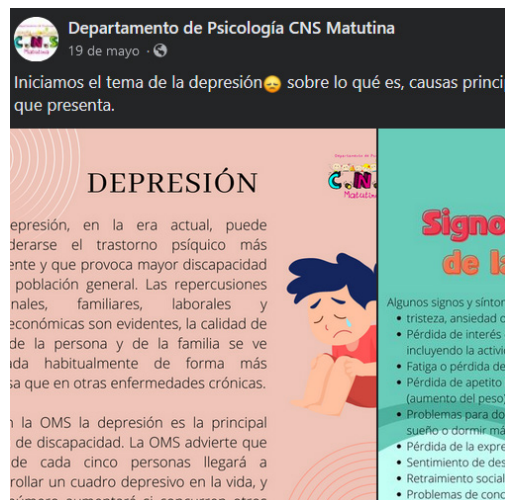 Departamento de Psicología CNS Matutina
19 de mayo
Iniciamos el tema de la depresión sobre lo qué es, causas princi
que presenta.
DEPRESIÓN
C.N.
Matutin
epresión, en la era actual, puede
derarse el trastorno psíquico más
ente y que provoca mayor discapacidad
población general. Las repercusiones
nales, familiares, laborales y
económicas son evidentes, la calidad de
de la persona y de la familia se ve
da habitualmente de forma más
sa que en otras enfermedades crónicas.
n la OMS la depresión es la principal
de discapacidad. La OMS advierte que
de cada cinco personas llegará a
rollar un cuadro depresivo en la vida, y
número aumentará si concurren otros
Signo
de la
Algunos signos y síntor
• tristeza, ansiedad o
• Pérdida de interés
incluyendo la activi
• Fatiga o pérdida de
• Pérdida de apetito
(aumento del peso)
• Problemas para do
sueño o dormir má
• Pérdida de la expre
• Sentimiento de des
• Retraimiento social
• Problemas de conc